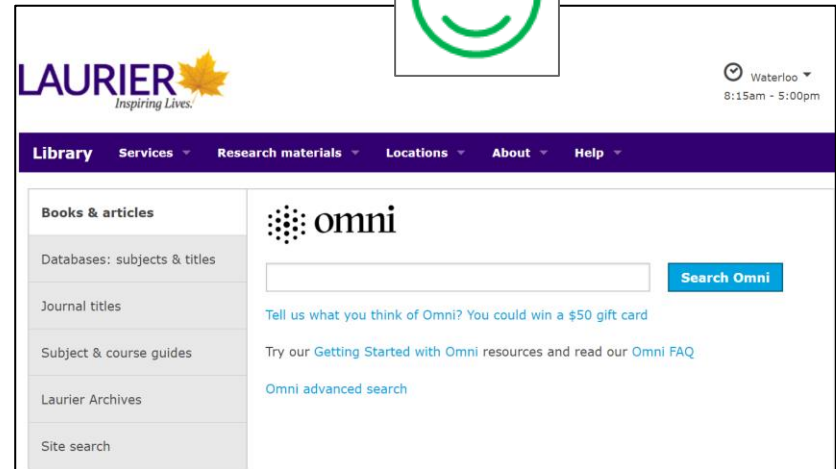 LAURIER
Inspiring Lives.
Waterloo
8:15am - 5:00pm
Library Services Research materials Locations About Help
Books & articles
Databases: subjects & titles
Journal titles
Subject & course guides
Laurier Archives
Site search
omni
Search Omni
Tell us what you think of Omni? You could win a $50 gift card
Try our Getting Started with Omni resources and read our Omni FAQ
Omni advanced search